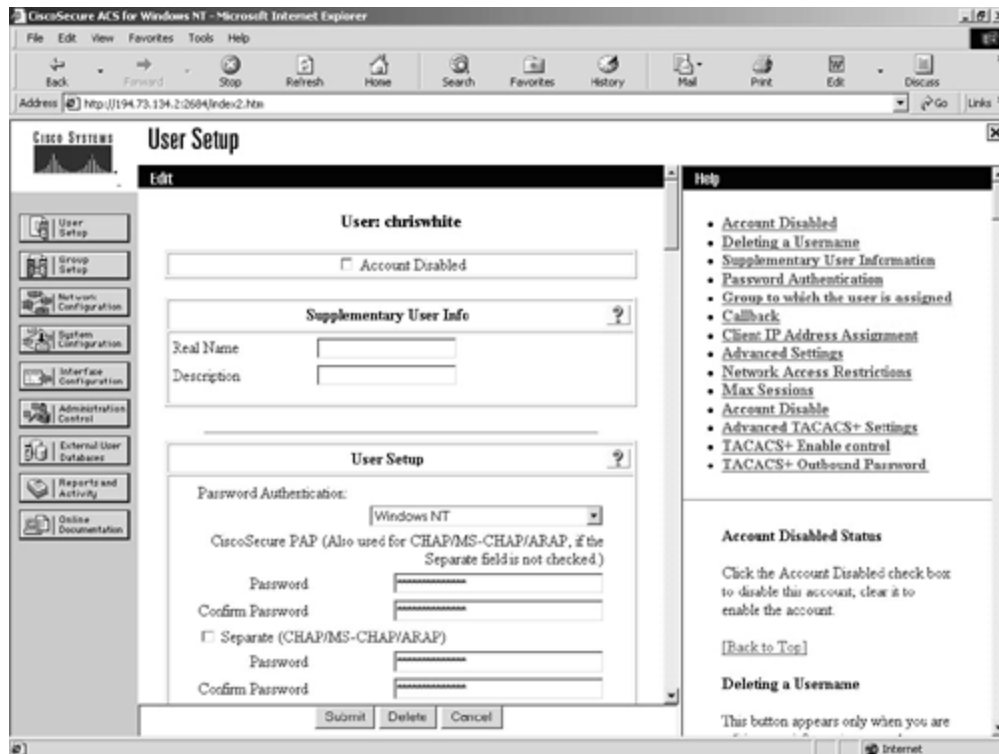 CiscoSecure ACS for Windows NT - Microsoft Internet Explorer
File Edit View Favorites Tools Help
Back Forward Stop Refresh Home Search Favorites History Mail Print Edit Discuss
Address http://194.73.134.2:2684/index2.htm Go Links
CISCO SYSTEMS
User Setup
User Setup
Group Setup
Network Configuration
System Configuration
Interface Configuration
Administration Control
External User Databases
Reports and Activity
Online Documentation
Edit
User: chriswhite
Account Disabled
Supplementary User Info ?
Real Name
Description
User Setup ?
Password Authentication:
Windows NT
CiscoSecure PAP (Also used for CHAP/MS-CHAP/ARAP, if the
Separate field is not checked.)
Password
Confirm Password
Separate (CHAP/MS-CHAP/ARAP)
Password
Confirm Password
Submit Delete Cancel
Help
• Account Disabled
• Deleting a Username
• Supplementary User Information
• Password Authentication
• Group to which the user is assigned
• Callback
• Client IP Address Assignment
• Advanced Settings
• Network Access Restrictions
• Max Sessions
• Account Disable
• Advanced TACACS+ Settings
• TACACS+ Enable control
• TACACS+ Outbound Password
Account Disabled Status
Click the Account Disabled check box
to disable this account; clear it to
enable the account.
[Back to Top]
Deleting a Username
This button appears only when you are
Internet